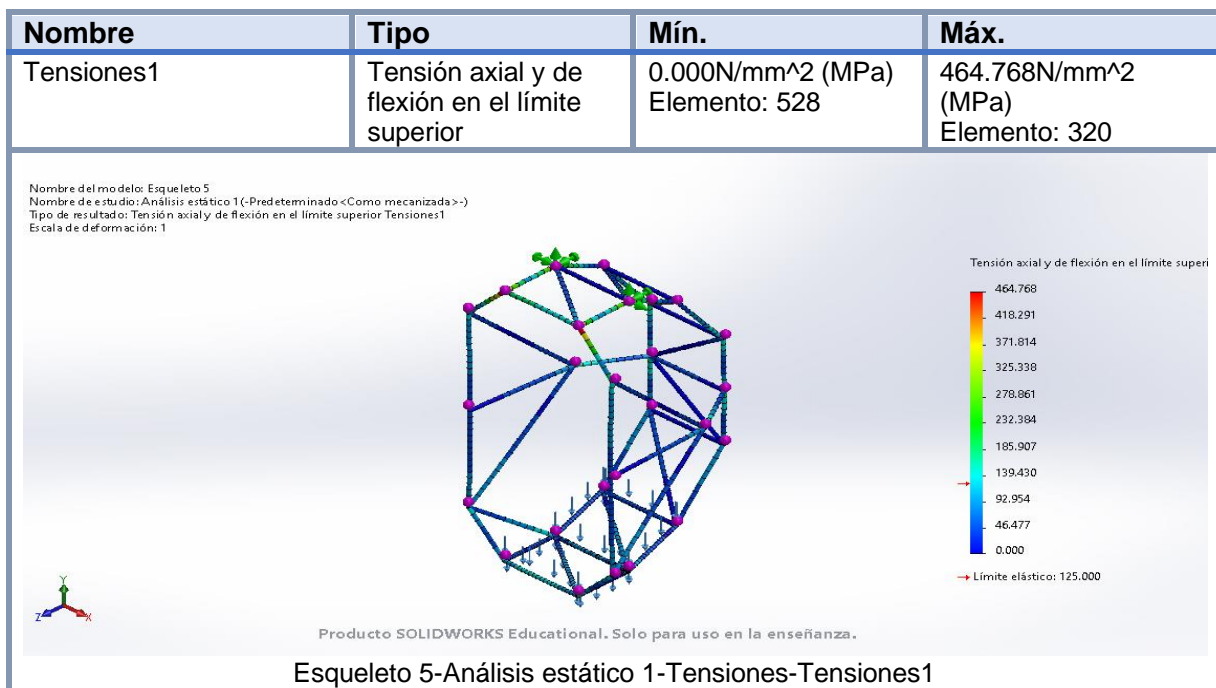 Nombre Tipo Mín. Máx.
Tensiones1 Tensión axial y de 0.000N/mm^2 (MPa) 464.768N/mm^2
flexión en el límite Elemento: 528 (MPa)
superior Elemento: 320
Nombre del modelo: Esqueleto 5
Nombre de estudio: Análisis estático 1(-Predeterminado<Como mecanizada>-)
Tipo de resultado: Tensión axial y de flexión en el límite superior Tensiones1
Escala de deformación: 1
Tensión axial y de flexión en el límite superi
464.768
418.291
371.814
325.338
278.861
232.384
185.907
139.430
92.954
46.477
0.000
Límite elástico: 125.000
Y
Z X
Producto SOLIDWORKS Educational. Solo para uso en la enseñanza.
Esqueleto 5-Análisis estático 1-Tensiones-Tensiones1